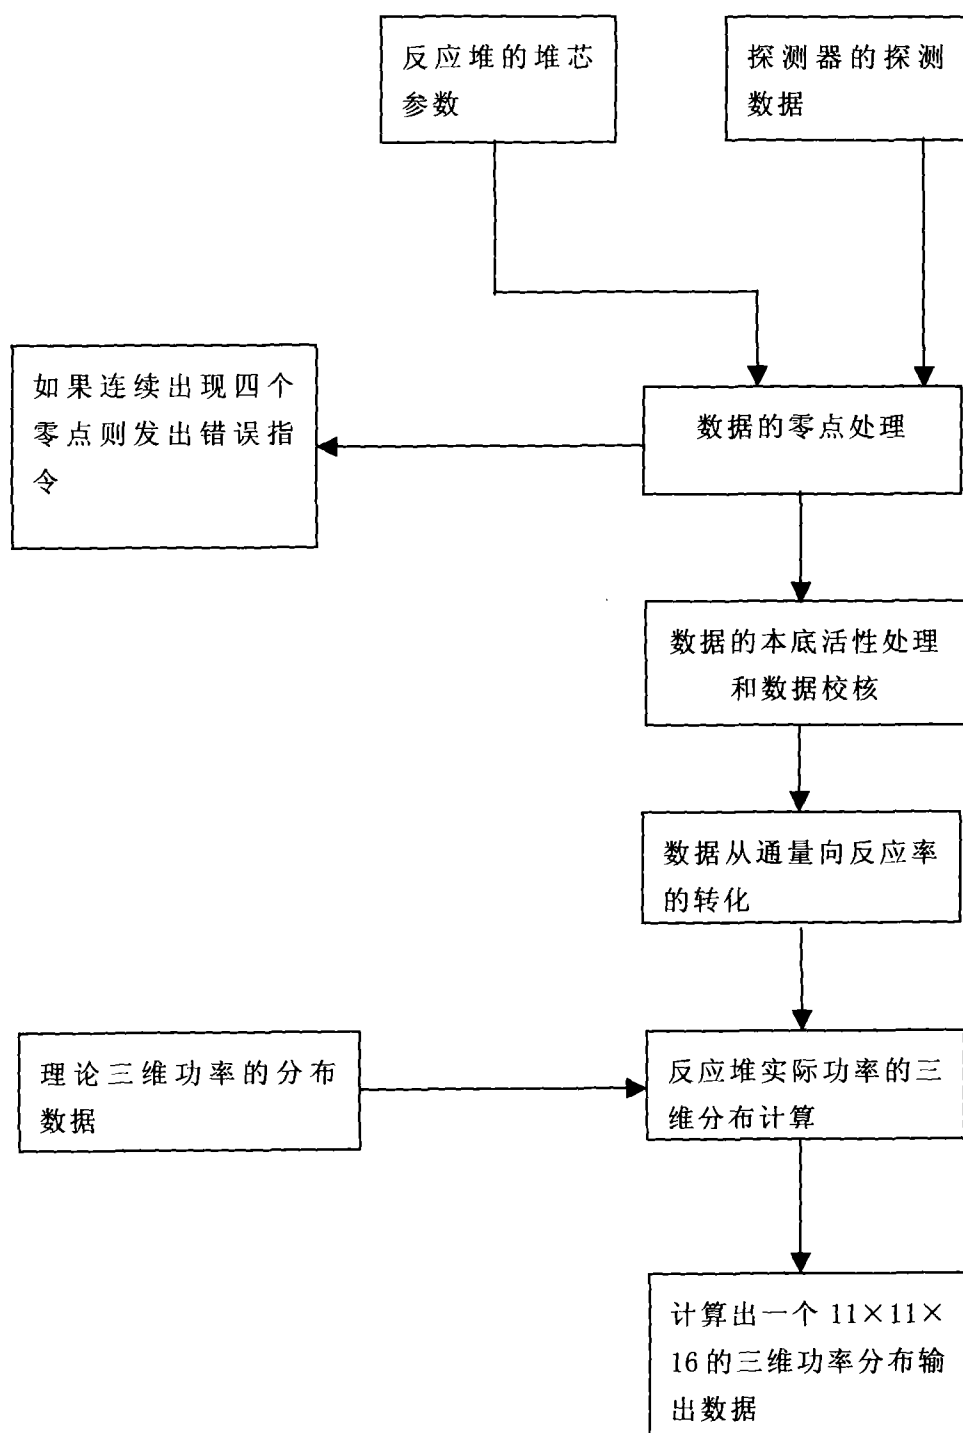 反应堆的堆芯
参数
探测器的探测
数据
如果连续出现四个
零点则发出错误指
令
数据的零点处理
数据的本底活性处理
和数据校核
数据从通量向反应率
的转化
理论三维功率的分布
数据
反应堆实际功率的三
维分布计算
计算出一个 11×11×
16的三维功率分布输
出数据